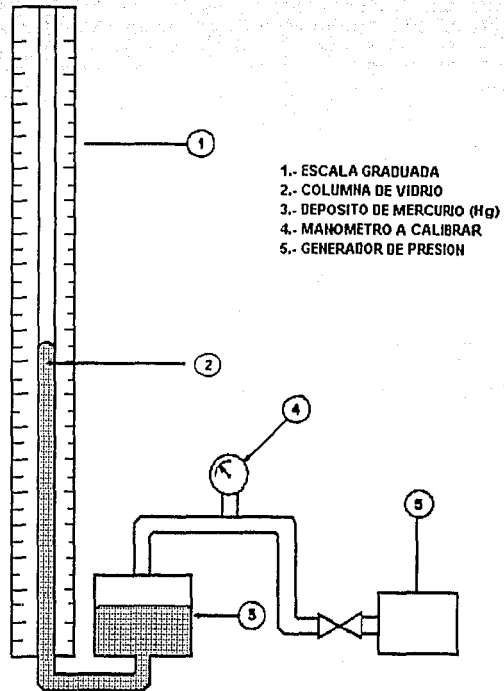 1
1.- ESCALA GRADUADA
2.- COLUMNA DE VIDRIO
3.- DEPOSITO DE MERCURIO (Hg)
4.- MANOMETRO A CALIBRAR
5.- GENERADOR DE PRESION
2
4
5
3